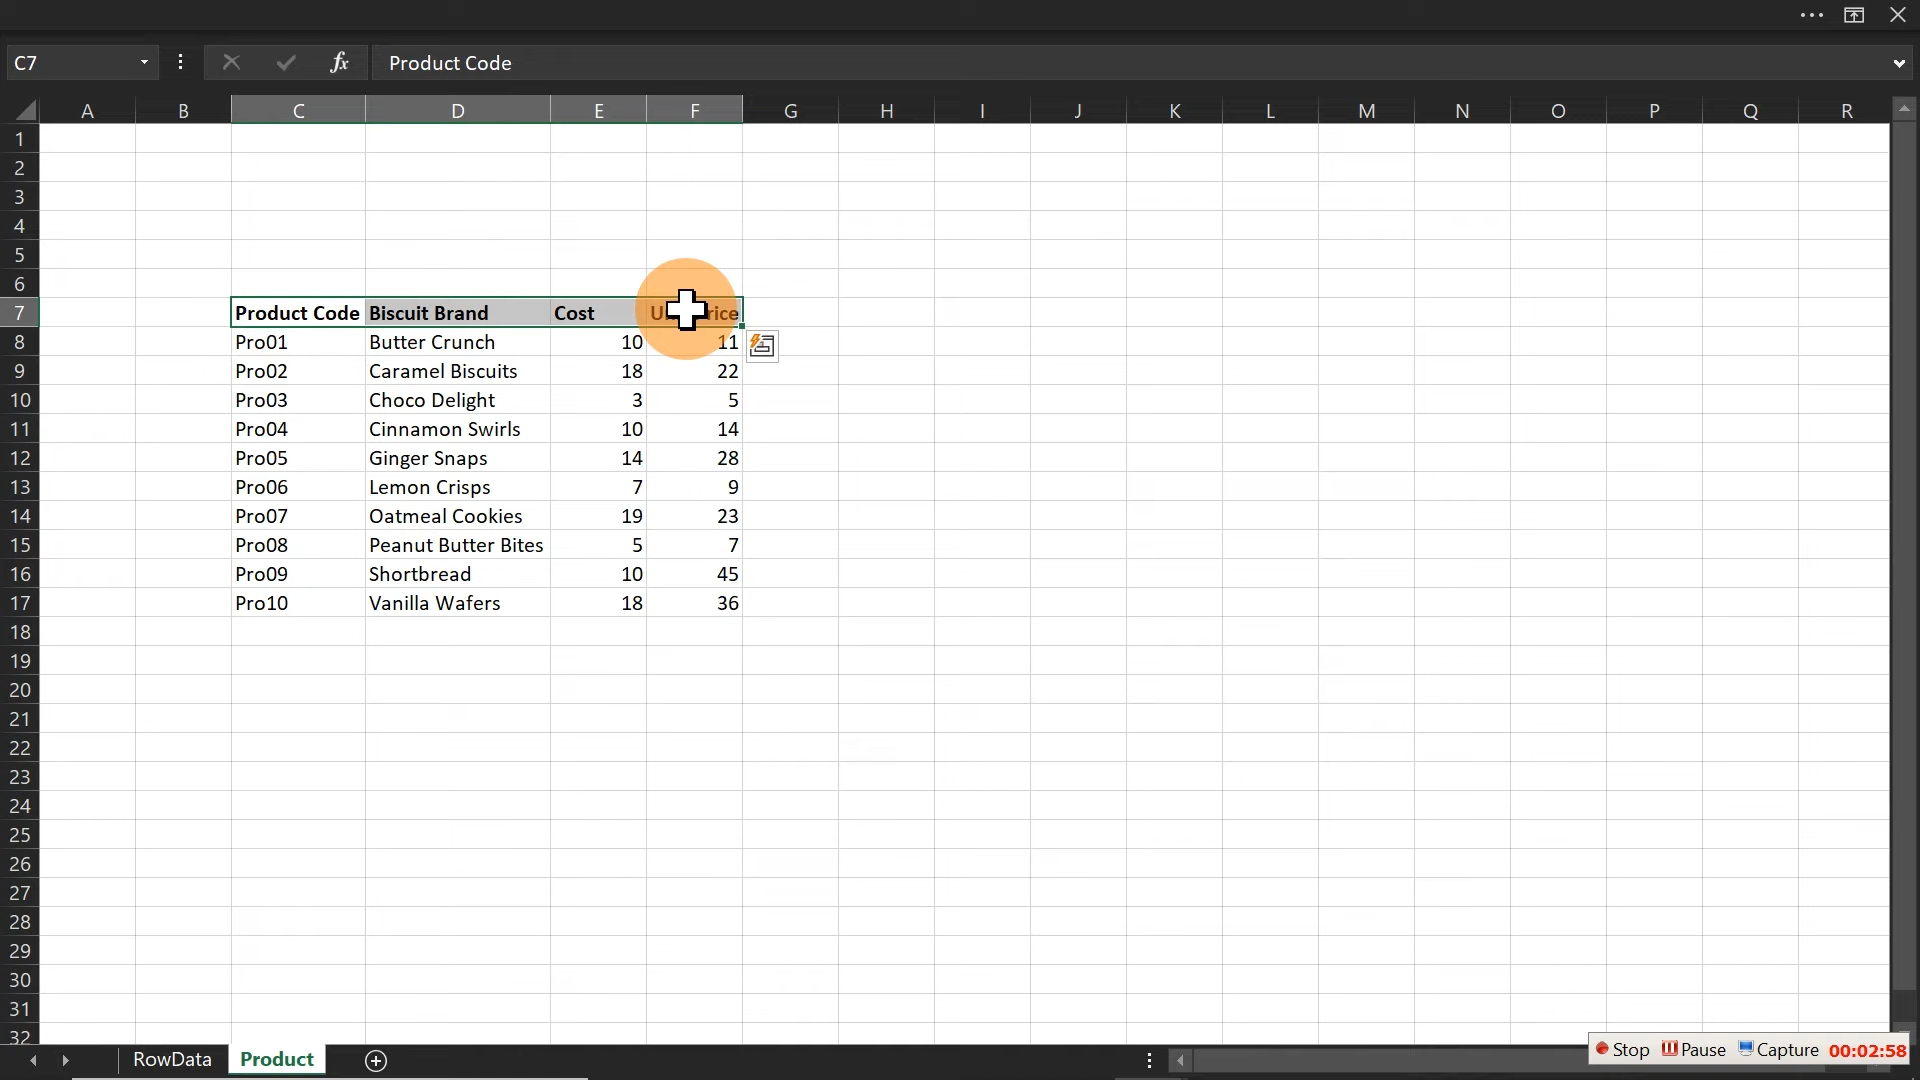 C7
fx
Product Code
A B C D E F G H I J K L M N O P Q R
1
2
3
4
5
6
7 Product Code Biscuit Brand Cost
8 Pro01 Butter Crunch 10 11
9 Pro02 Caramel Biscuits 18 22
10 Pro03 Choco Delight 3 5
11 Pro04 Cinnamon Swirls 10 14
12 Pro05 Ginger Snaps 14 28
13 Pro06 Lemon Crisps 7 9
14 Pro07 Oatmeal Cookies 19 23
15 Pro08 Peanut Butter Bites 5 7
16 Pro09 Shortbread 10 45
17 Pro10 Vanilla Wafers 18 36
18
19
20
21
22
23
24
25
26
27
28
29
30
31
32
RowData Product
Stop Pause Capture 00:02:58